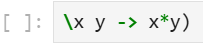 [ ]: \x y -> x*y)